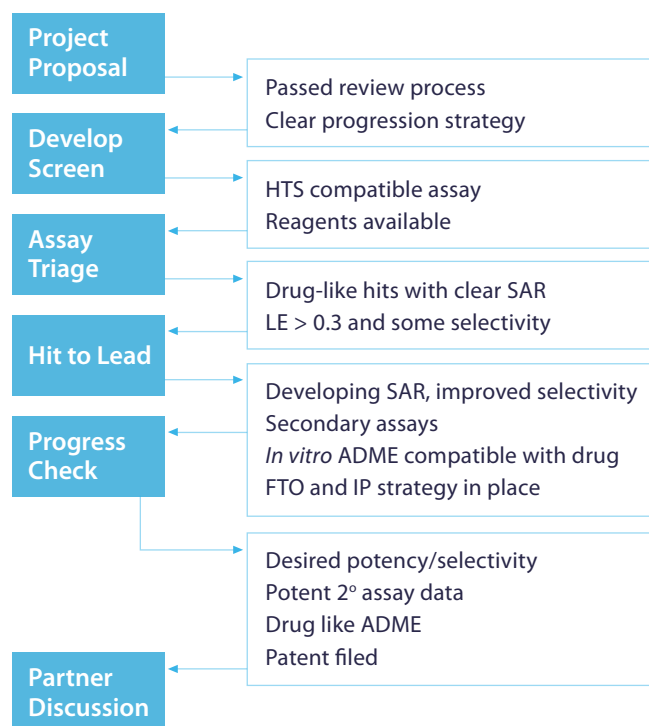 Project
Proposal
Passed review process
Clear progression strategy
Develop
Screen
HTS compatible assay
Reagents available
Assay
Triage
Drug-like hits with clear SAR
LE > 0.3 and some selectivity
Hit to Lead
Developing SAR, improved selectivity
Secondary assays
In vitro ADME compatible with drug
FTO and IP strategy in place
Progress
Check
Desired potency/selectivity
Potent 2º assay data
Drug like ADME
Patent filed
Partner
Discussion